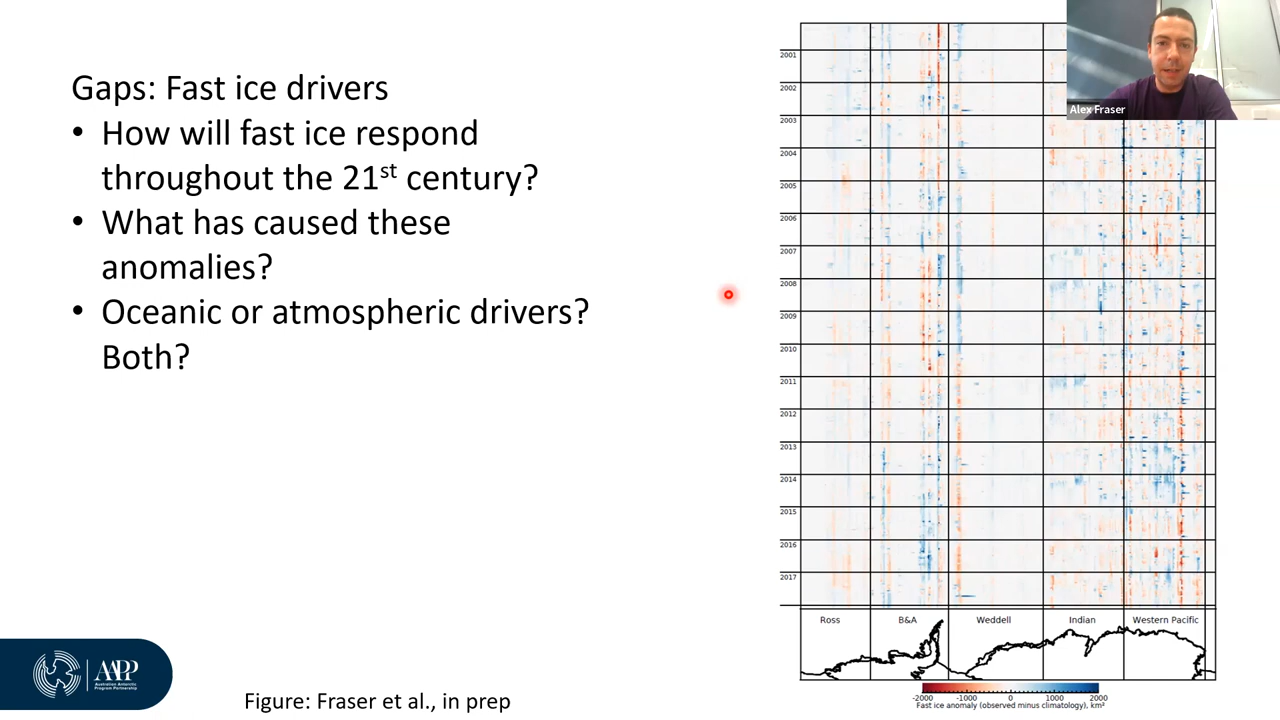 Gaps: Fast ice drivers
• How will fast ice respond
throughout the 21st century?
• What has caused these
anomalies?
• Oceanic or atmospheric drivers?
Both?
Alex Fraser
2001
2002
2003
2004
2005
2006
2007
2008
2009
2010
2011
2012
2013
2014
2015
2016
2017
Ross B&A Weddell Indian Western Pacific
-2000 -1000 0 1000 2000
Fast ice anomaly (observed minus climatology), km²
AAPP
Australian Antarctic
Program Partnership
Figure: Fraser et al., in prep